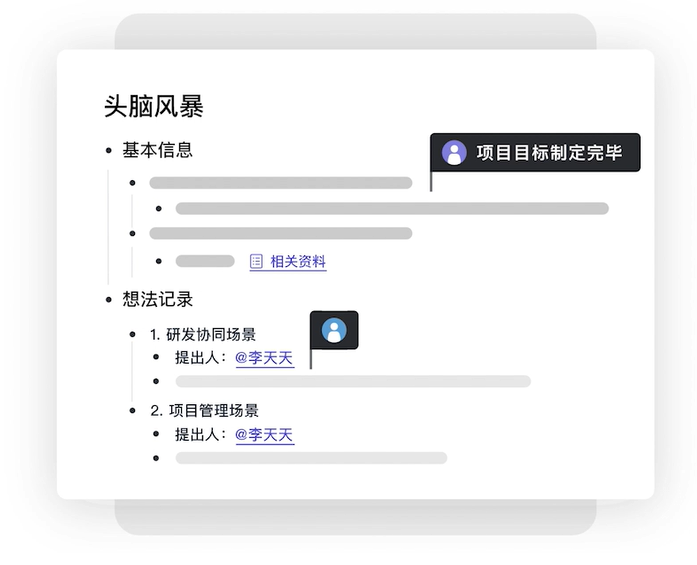 头脑风暴
基本信息
项目目标制定完毕
相关资料
想法记录
1. 研发协同场景
提出人：@李天天
2. 项目管理场景
提出人：@李天天